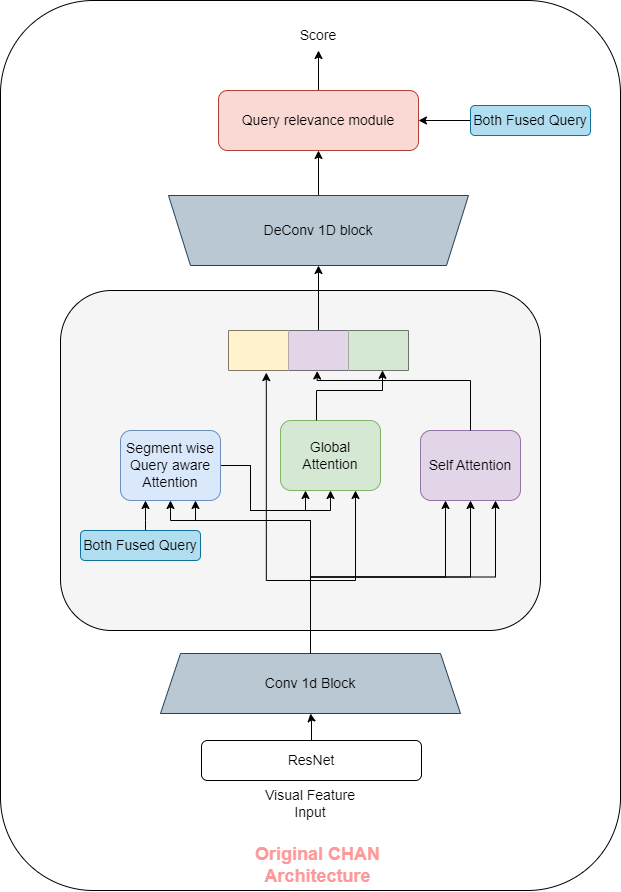 Score
Query relevance module
Both Fused Query
DeConv 1D block
Segment wise
Query aware
Attention
Global
Attention
Self Attention
Both Fused Query
Conv 1d Block
ResNet
Visual Feature
Input
Original CHAN
Architecture